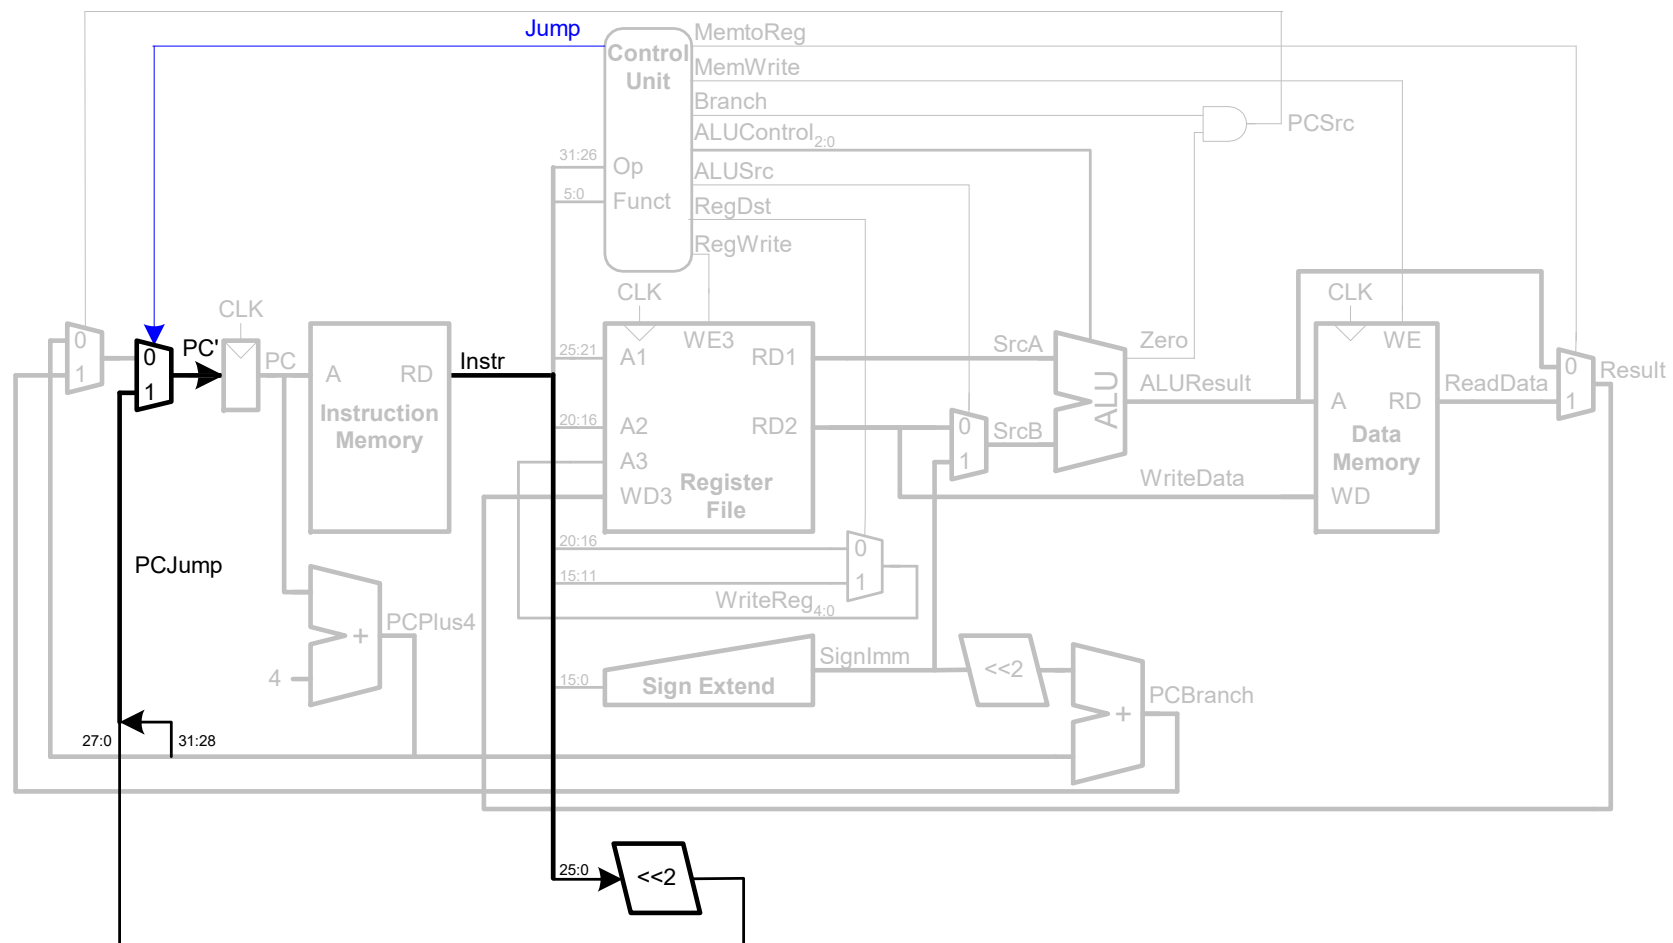 Jump
Control
Unit
MemtoReg
MemWrite
Branch
ALUControl2:0
PCSrc
31:26
Op
ALUSrc
5:0
Funct
RegDst
RegWrite
CLK
CLK
CLK
0
1
0
1
PC'
PC
A
RD
Instruction
Memory
Instr
25:21
A1
WE3
RD1
SrcA
Zero
WE
0
1
Result
ALU
ALUResult
A
RD
ReadData
Data
Memory
20:16
A2
RD2
0
1
SrcB
A3
WD3
Register
File
WriteData
WD
20:16
0
15:11
1
WriteReg4:0
PCJump
PCPlus4
+
4
SignImm
<<2
15:0
Sign Extend
PCBranch
+
27:0
31:28
25:0
<<2